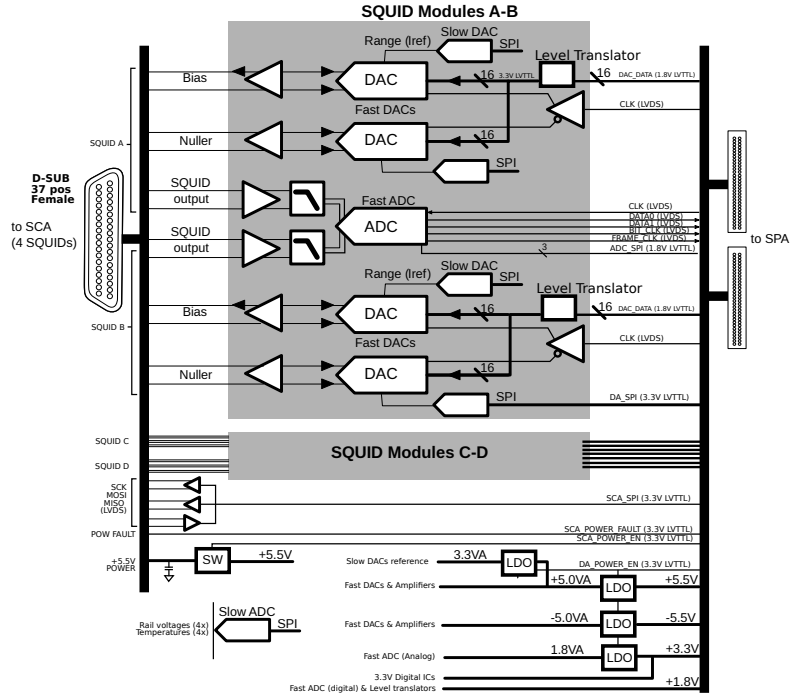 SQUID Modules A-B
Slow DAC
Range (Iref)
SPI
Level Translator
Bias
DAC
16
3.3V LVTTL
16
DAC_DATA (1.8V LVTTL)
CLK (LVDS)
Fast DACs
SQUID A
Nuller
DAC
16
SPI
D-SUB
37 pos
Female
SQUID
output
Fast ADC
ADC
CLK (LVDS)
DATA0 (LVDS)
DATA1 (LVDS)
BIT_CLK (LVDS)
FRAME_CLK (LVDS)
ADC_SPI (1.8V LVTTL)
3
to SCA
(4 SQUIDs)
SQUID
output
to SPA
Slow DAC
Range (Iref)
SPI
Level Translator
Bias
DAC
16
16
DAC_DATA (1.8V LVTTL)
SQUID B
Fast DACs
CLK (LVDS)
Nuller
DAC
16
SPI
DA_SPI (3.3V LVTTL)
SQUID C
SQUID D
SQUID Modules C-D
SCK
MOSI
MISO
(LVDS)
SCA_SPI (3.3V LVTTL)
POW FAULT
SCA_POWER_FAULT (3.3V LVTTL)
SCA_POWER_EN (3.3V LVTTL)
+5.5V
POWER
SW
+5.5V
Slow DACs reference
3.3VA
LDO
DA_POWER_EN (3.3V LVTTL)
Fast DACs & Amplifiers
+5.0VA
LDO
+5.5V
Slow ADC
Rail voltages (4x)
Temperatures (4x)
SPI
Fast DACs & Amplifiers
-5.0VA
LDO
-5.5V
Fast ADC (Analog)
1.8VA
LDO
+3.3V
3.3V Digital ICs
Fast ADC (digital) & Level translators
+1.8V